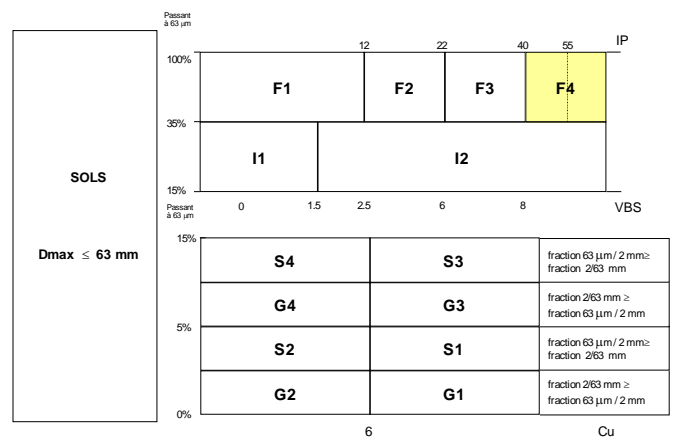 Passant
à 63 µm
IP
12 22 40 55
100%
F1 F2 F3 F4
35%
I1 I2
SOLS
15%
Passant
à 63 µm
0 1.5 2.5 6 8 VBS
15%
Dmax ≤ 63 mm
S4 S3
fraction 63 µm / 2 mm≥
fraction 2/63 mm
G4 G3
fraction 2/63 mm ≥
fraction 63 µm / 2 mm
5%
S2 S1
fraction 63 µm / 2 mm≥
fraction 2/63 mm
G2 G1
fraction 2/63 mm ≥
fraction 63 µm / 2 mm
0%
6 Cu